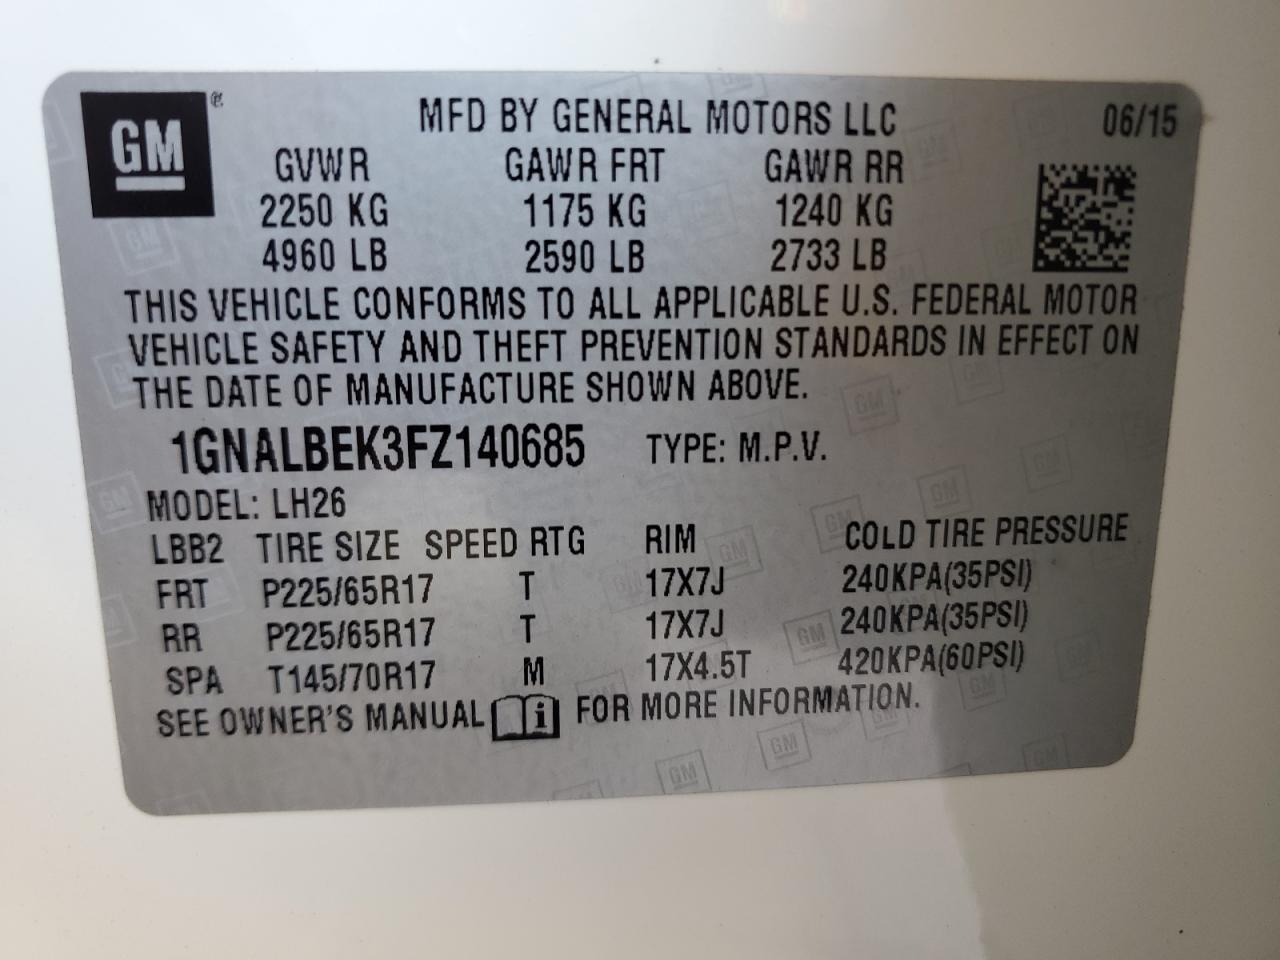 GM
MFD BY GENERAL MOTORS LLC 06/15
GVWR GAWR FRT GAWR RR
2250 KG 1175 KG 1240 KG
4960 LB 2590 LB 2733 LB
THIS VEHICLE CONFORMS TO ALL APPLICABLE U.S. FEDERAL MOTOR
VEHICLE SAFETY AND THEFT PREVENTION STANDARDS IN EFFECT ON
THE DATE OF MANUFACTURE SHOWN ABOVE.
1GNALBEK3FZ140685 TYPE: M.P.V.
MODEL: LH26
LBB2 TIRE SIZE SPEED RTG RIM COLD TIRE PRESSURE
FRT P225/65R17 T 17X7J 240KPA(35PSI)
RR P225/65R17 T 17X7J 240KPA(35PSI)
SPA T145/70R17 M 17X4.5T 420KPA(60PSI)
SEE OWNER'S MANUAL i FOR MORE INFORMATION.